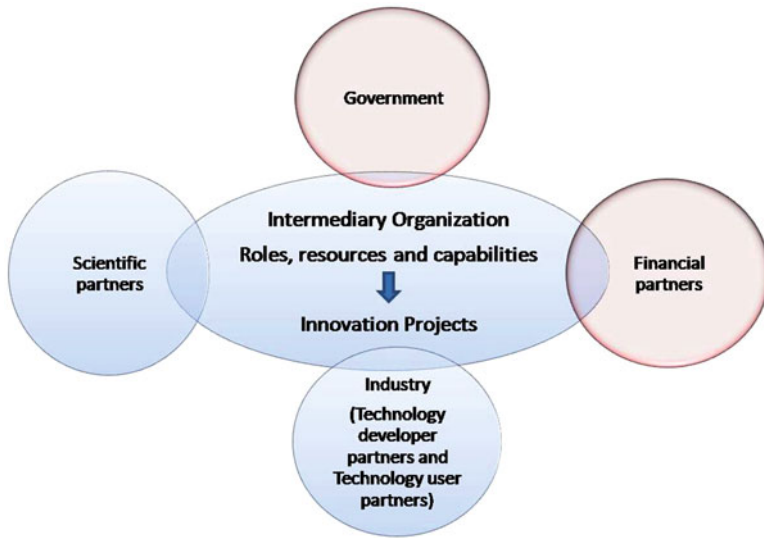 Government
Intermediary Organization
Roles, resources and capabilities
Innovation Projects
Scientific
partners
Financial
partners
Industry
(Technology
developer
partners and
Technology user
partners)